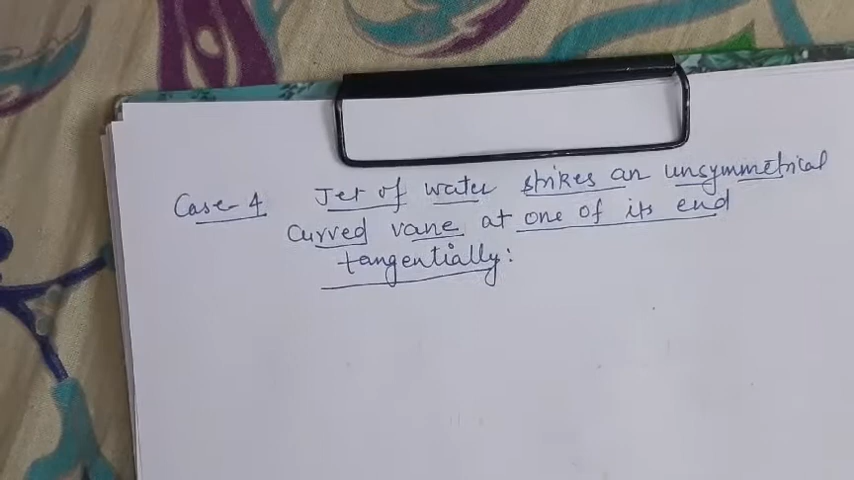 Case-4 Jet of water strikes an unsymmetrical
curved vane at one of its end
tangentially: